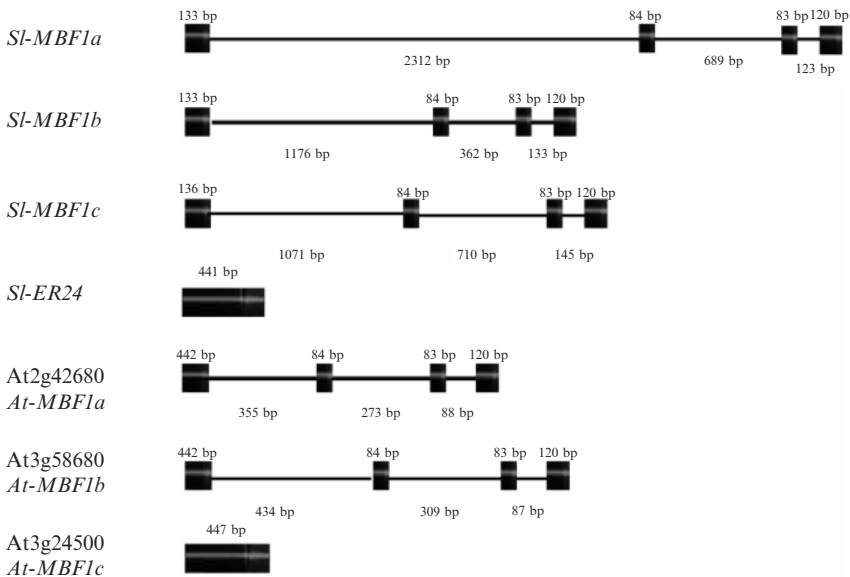 133 bp 84 bp 83 bp 120 bp
Sl-MBF1a
2312 bp 689 bp 123 bp
133 bp 84 bp 83 bp 120 bp
Sl-MBF1b
1176 bp 362 bp 133 bp
136 bp 84 bp 83 bp 120 bp
Sl-MBF1c
1071 bp 710 bp 145 bp
441 bp
Sl-ER24
442 bp 84 bp 83 bp 120 bp
At2g42680
At-MBF1a
355 bp 273 bp 88 bp
442 bp 84 bp 83 bp 120 bp
At3g58680
At-MBF1b
434 bp 309 bp 87 bp
447 bp
At3g24500
At-MBF1c